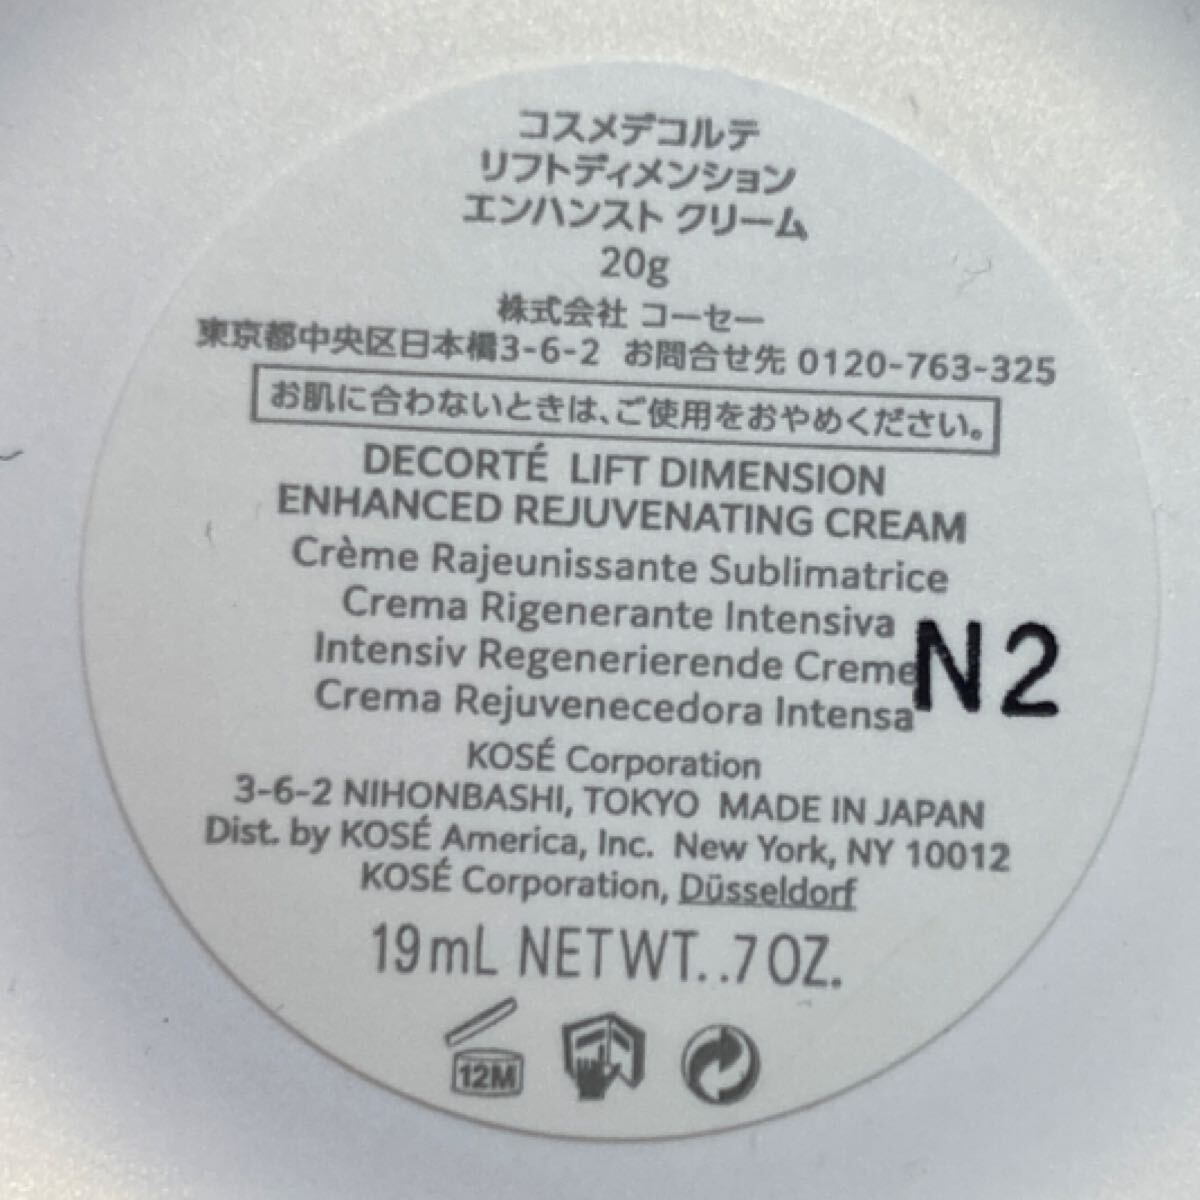 コスメデコルテ
リフトディメンション
エンハンスト クリーム
20g
株式会社 コーセー
東京都中央区日本橋3-6-2 お問合せ先 0120-763-325
お肌に合わないときは、ご使用をおやめください。
DECORTÉ LIFT DIMENSION
ENHANCED REJUVENATING CREAM
Crème Rajeunissante Sublimatrice
Crema Rigenerante Intensiva
Intensiv Regenerierende Creme
Crema Rejuvenecedora Intensa
N2
KOSÉ Corporation
3-6-2 NIHONBASHI, TOKYO MADE IN JAPAN
Dist. by KOSÉ America, Inc. New York, NY 10012
KOSÉ Corporation, Düsseldorf
19mL NETWT. .7 OZ.
12M